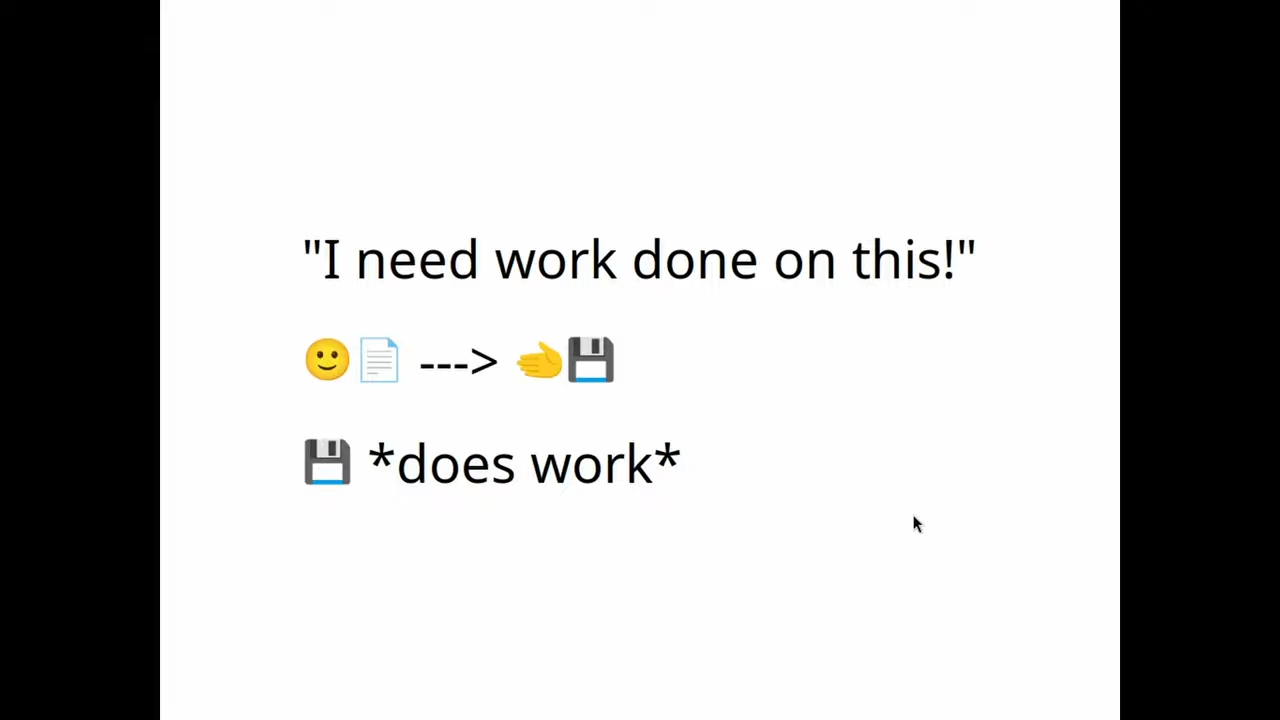 "I need work done on this!"
🙂📄 ---> 🫲💾
💾 *does work*